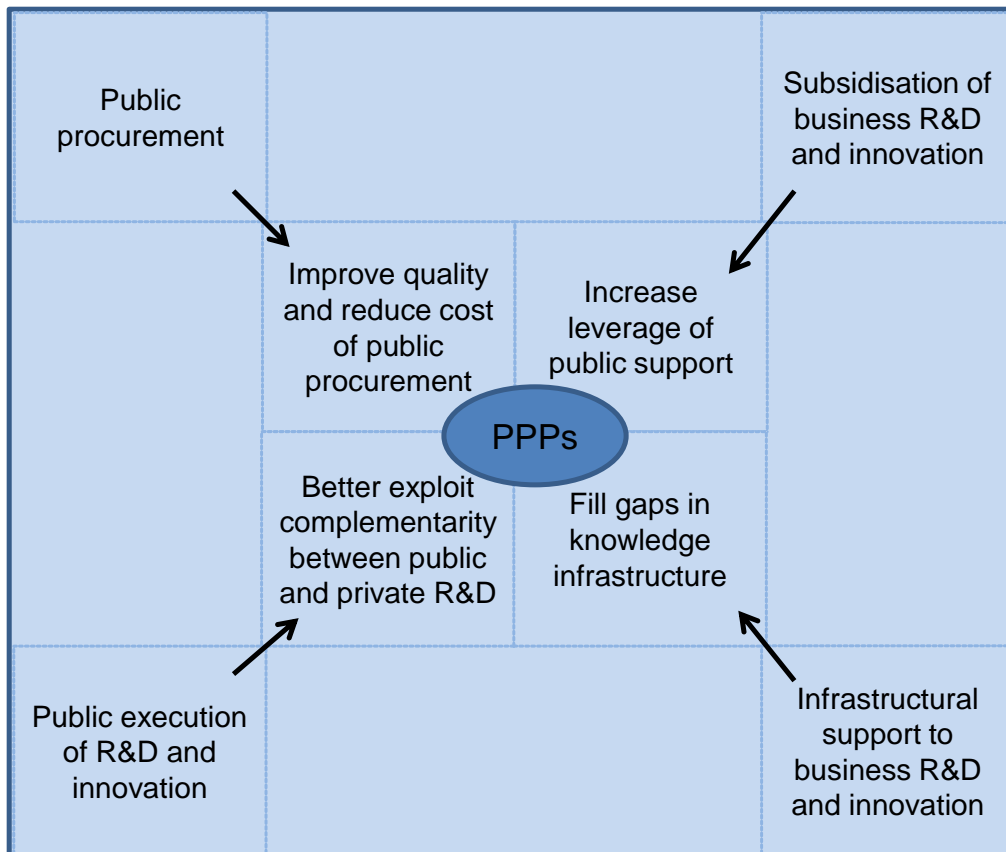 Public
procurement
Subsidisation of
business R&D
and innovation
Improve quality
and reduce cost
of public
procurement
Increase
leverage of
public support
PPPs
Better exploit
complementarity
between public
and private R&D
Fill gaps in
knowledge
infrastructure
Public execution
of R&D and
innovation
Infrastructural
support to
business R&D
and innovation